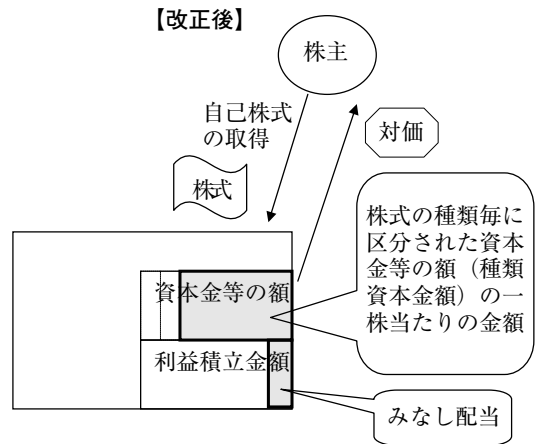 【改正後】
株主
自己株式
の取得
対価
株式
株式の種類毎に
区分された資本
金等の額（種類
資本金額）の一
株当たりの金額
資本金等の額
利益積立金額
みなし配当